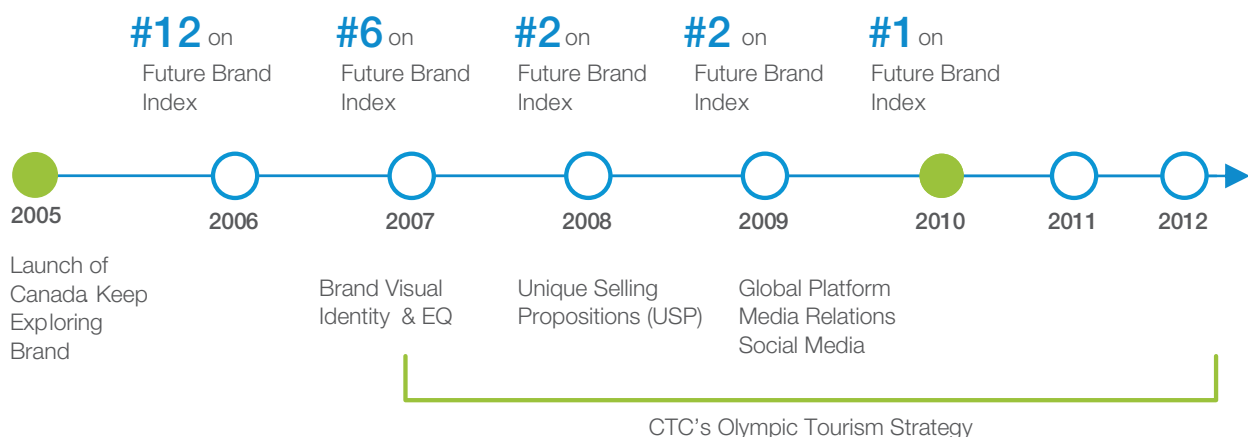 #12 on
Future Brand
Index
#6 on
Future Brand
Index
#2 on
Future Brand
Index
#2 on
Future Brand
Index
#1 on
Future Brand
Index
2005
2006
2007
2008
2009
2010
2011
2012
Launch of
Canada Keep
Exploring
Brand
Brand Visual
Identity & EQ
Unique Selling
Propositions (USP)
Global Platform
Media Relations
Social Media
CTC's Olympic Tourism Strategy